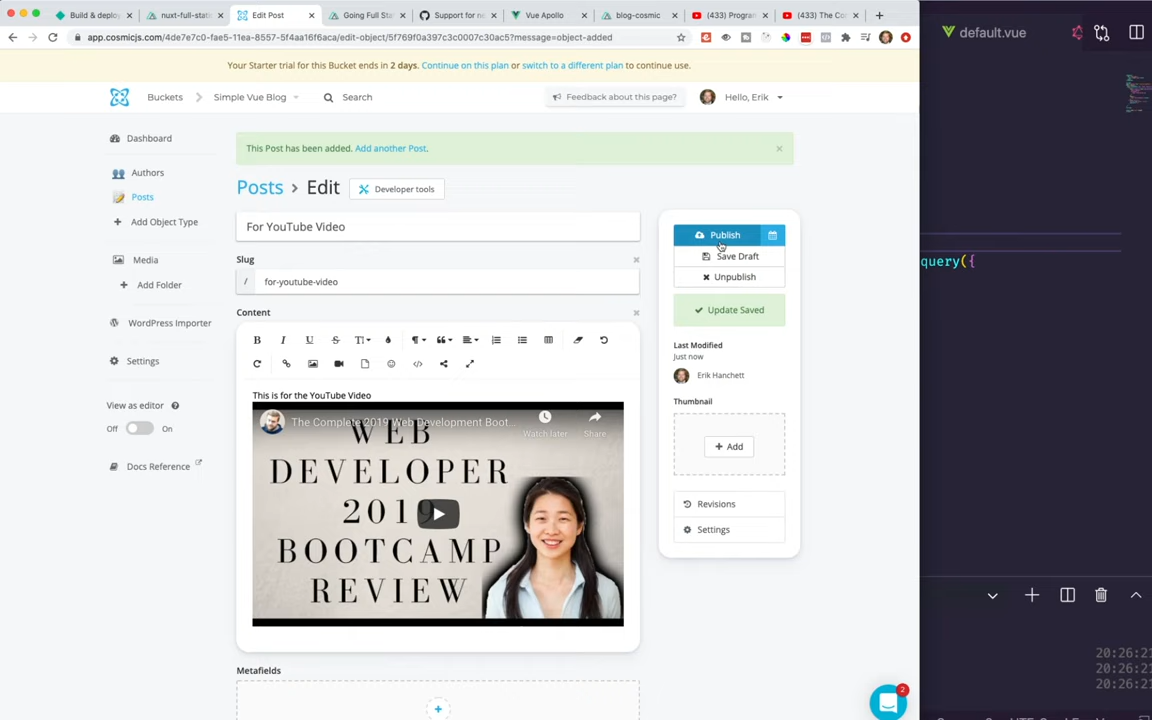 Build & deploy
nuxt-full-stati
Edit Post
Going Full Sta
Support for ne
Vue Apollo
blog-cosmic
(433) Program
(433) The Co
app.cosmicjs.com/4de7e7c0-fae5-11ea-8557-5f4aa16f6aca/edit-object/5f769f0a397c3c0007c30ac5?message=object-added
default.vue
Your Starter trial for this Bucket ends in 2 days. Continue on this plan or switch to a different plan to continue use.
Buckets
Simple Vue Blog
Search
Feedback about this page?
Hello, Erik
Dashboard
Authors
Posts
Add Object Type
Media
Add Folder
WordPress Importer
Settings
View as editor
Off
On
Docs Reference
This Post has been added. Add another Post.
Posts > Edit
Developer tools
For YouTube Video
Slug
/ for-youtube-video
Content
This is for the YouTube Video
The Complete 2019 Web Development Boot...
Watch later
Share
WEB
DEVELOPER
2019
BOOTCAMP
REVIEW
Metafields
Publish
Save Draft
Unpublish
Update Saved
Last Modified
Just now
Erik Hanchett
Thumbnail
Add
Revisions
Settings
2
query({
20:26:21
20:26:21
20:26:21